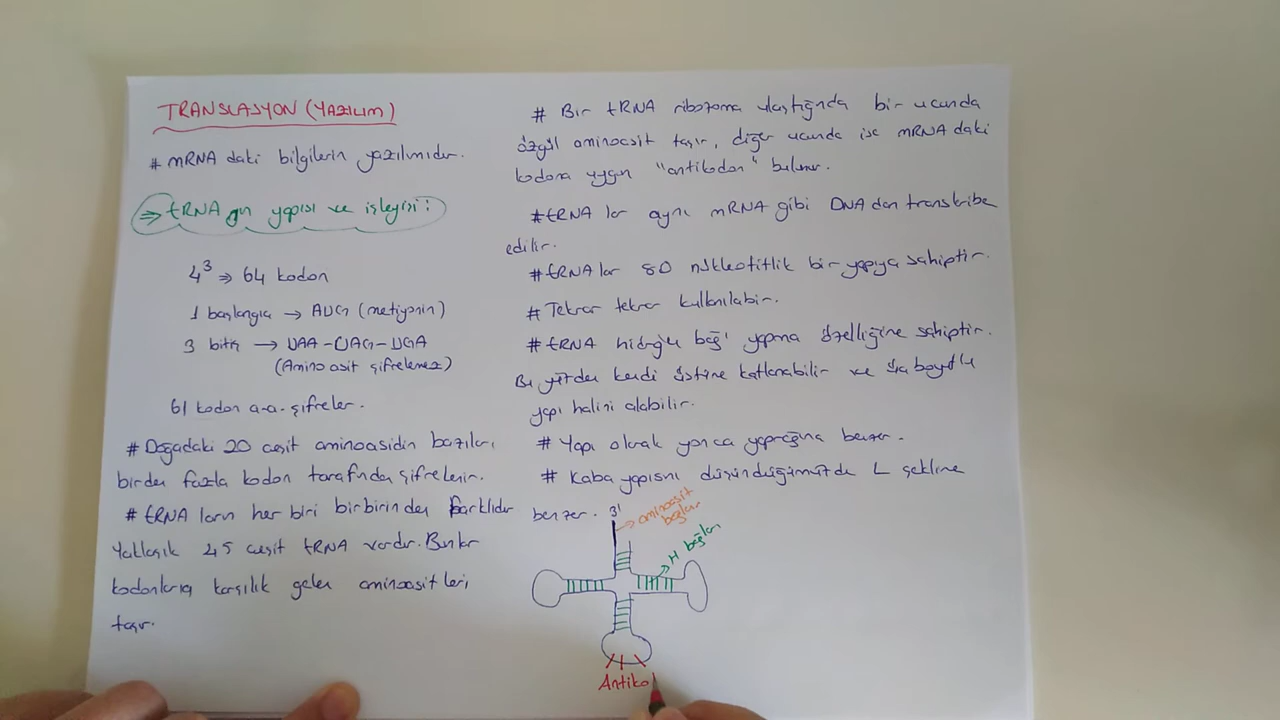 TRANSLASYON (YAZILIM)
# mRNA daki bilgilerin yazılımıdır.
⇒ tRNA nın yapısı ve işleyişi:
4³ ⇒ 64 kodon
1 başlangıç → AUG (metiyonin)
3 bitiş → UAA-UAG-UGA
(Amino asit şifrelemez)
61 kodon a.a. şifreler.
# Doğadaki 20 çeşit aminoasidin bazıları,
birden fazla kodon tarafından şifrelenir.
# tRNA ların her biri birbirinden farklıdır
Yaklaşık 45 çeşit tRNA vardır. Bunlar
kodonlarıa karşılık gelen aminoasitleri,
taşır.
# Bir tRNA ribozoma ulaştığında bir ucunda
özgül aminoasit taşır, diğer ucunda ise mRNA daki
kodona uygun "antikodon" bulunur.
# tRNA lar aynı mRNA gibi DNA dan transkribe
edilir.
# tRNA lar 80 nükleotitlik bir yapıya sahiptir.
# Tekrar tekrar kullanılabir.
# tRNA hidrojen bağı yapma özelliğine sahiptir.
Bu yüzden kendi üstüne katlanabilir ve üç boyutlu
yapı halini alabilir.
# Yapı olarak yonca yaprağına benzer.
# Kaba yapısını düşündüğümüzde L şekline
benzer.
3'
→ aminoasit
bağlanır
H bağları
Antiko